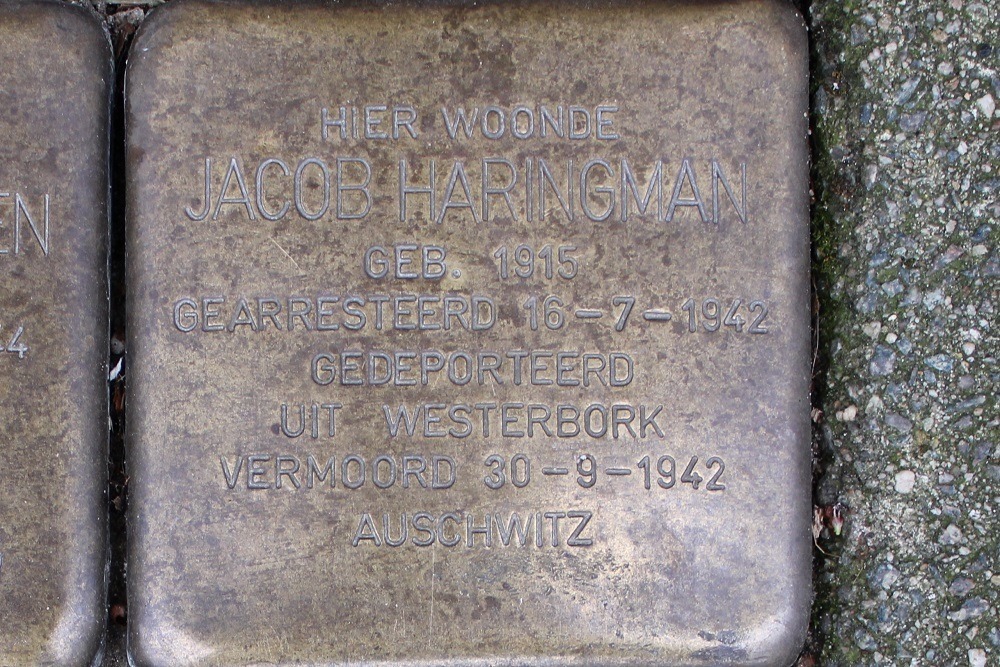 HIER WOONDE
JACOB HARINGMAN
GEB. 1915
GEARRESTEERD 16-7-1942
GEDEPORTEERD
UIT WESTERBORK
VERMOORD 30-9-1942
AUSCHWITZ